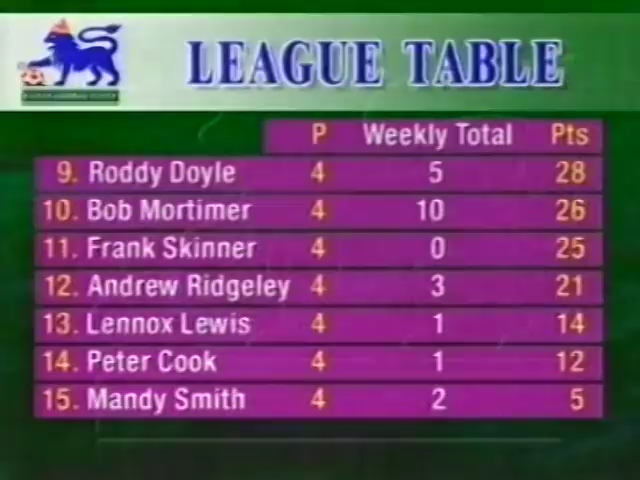 LEAGUE TABLE
P Weekly Total Pts
9. Roddy Doyle 4 5 28
10. Bob Mortimer 4 10 26
11. Frank Skinner 4 0 25
12. Andrew Ridgeley 4 3 21
13. Lennox Lewis 4 1 14
14. Peter Cook 4 1 12
15. Mandy Smith 4 2 5